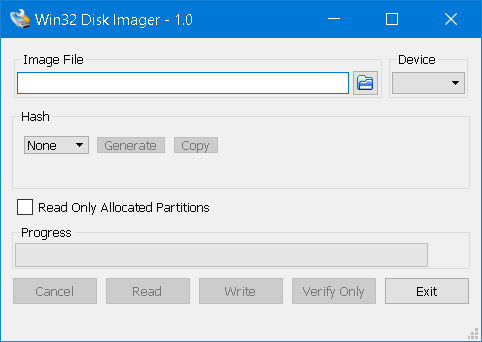 Win32 Disk Imager - 1.0
Image File
Device
Hash
None Generate Copy
Read Only Allocated Partitions
Progress
Cancel Read Write Verify Only Exit